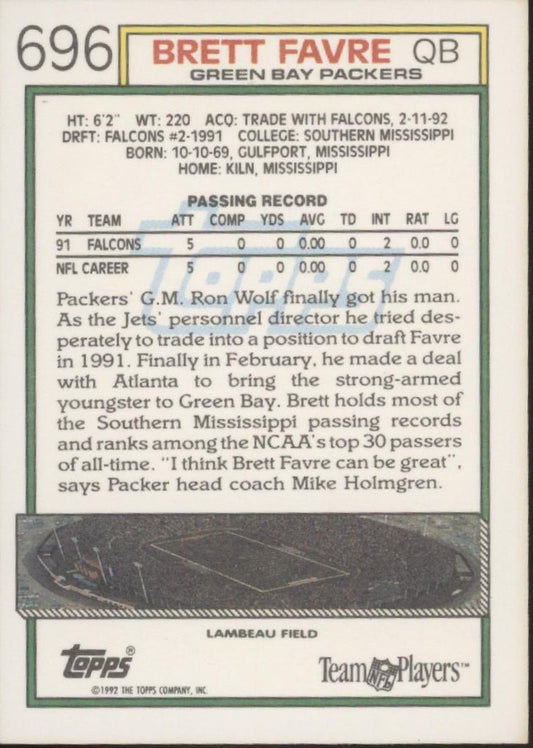 696 BRETT FAVRE QB
GREEN BAY PACKERS
HT: 6'2" WT: 220 ACQ: TRADE WITH FALCONS, 2-11-92
DRFT: FALCONS #2-1991 COLLEGE: SOUTHERN MISSISSIPPI
BORN: 10-10-69, GULFPORT, MISSISSIPPI
HOME: KILN, MISSISSIPPI
PASSING RECORD
YR TEAM ATT COMP YDS AVG TD INT RAT LG
91 FALCONS 5 0 0 0.00 0 2 0.0 0
NFL CAREER 5 0 0 0.00 0 2 0.0 0
topps
Packers' G.M. Ron Wolf finally got his man.
As the Jets' personnel director he tried des-
perately to trade into a position to draft Favre
in 1991. Finally in February, he made a deal
with Atlanta to bring the strong-armed
youngster to Green Bay. Brett holds most of
the Southern Mississippi passing records
and ranks among the NCAA's top 30 passers
of all-time. "I think Brett Favre can be great",
says Packer head coach Mike Holmgren.
LAMBEAU FIELD
TOPPS®
©1992 THE TOPPS COMPANY, INC.
Team NFL Players™